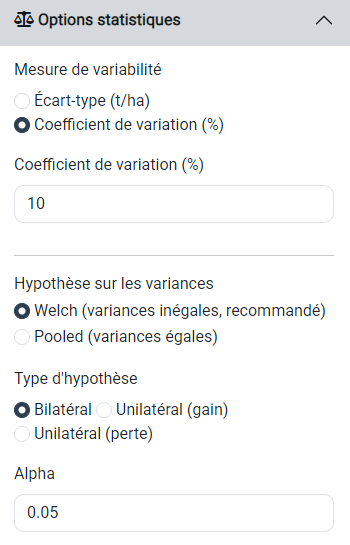 Options statistiques
Mesure de variabilité
Écart-type (t/ha)
Coefficient de variation (%)
Coefficient de variation (%)
10
Hypothèse sur les variances
Welch (variances inégales, recommandé)
Pooled (variances égales)
Type d'hypothèse
Bilatéral Unilatéral (gain)
Unilatéral (perte)
Alpha
0.05